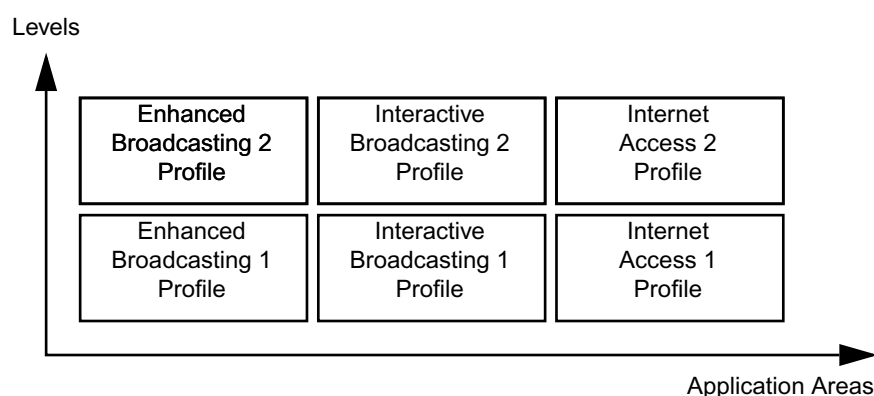 Levels
Enhanced
Broadcasting 2
Profile
Interactive
Broadcasting 2
Profile
Internet
Access 2
Profile
Enhanced
Broadcasting 1
Profile
Interactive
Broadcasting 1
Profile
Internet
Access 1
Profile
Application Areas